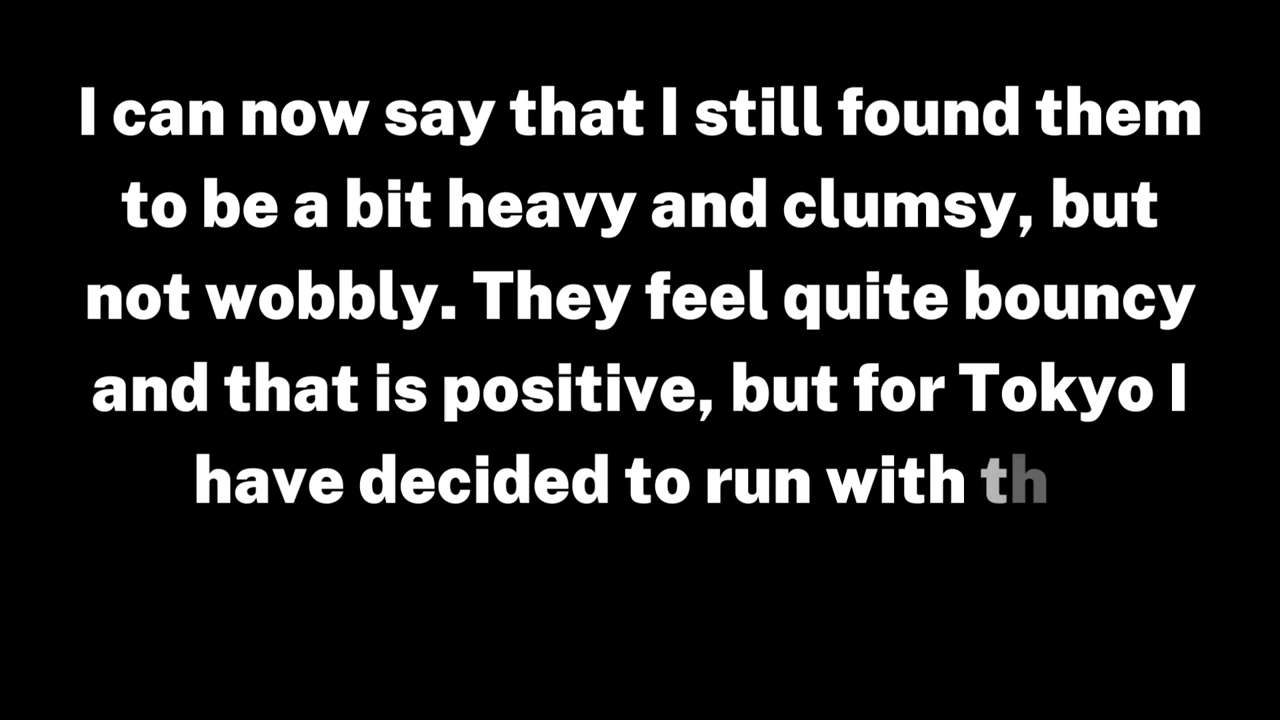 I can now say that I still found them
to be a bit heavy and clumsy, but
not wobbly. They feel quite bouncy
and that is positive, but for Tokyo I
have decided to run with th